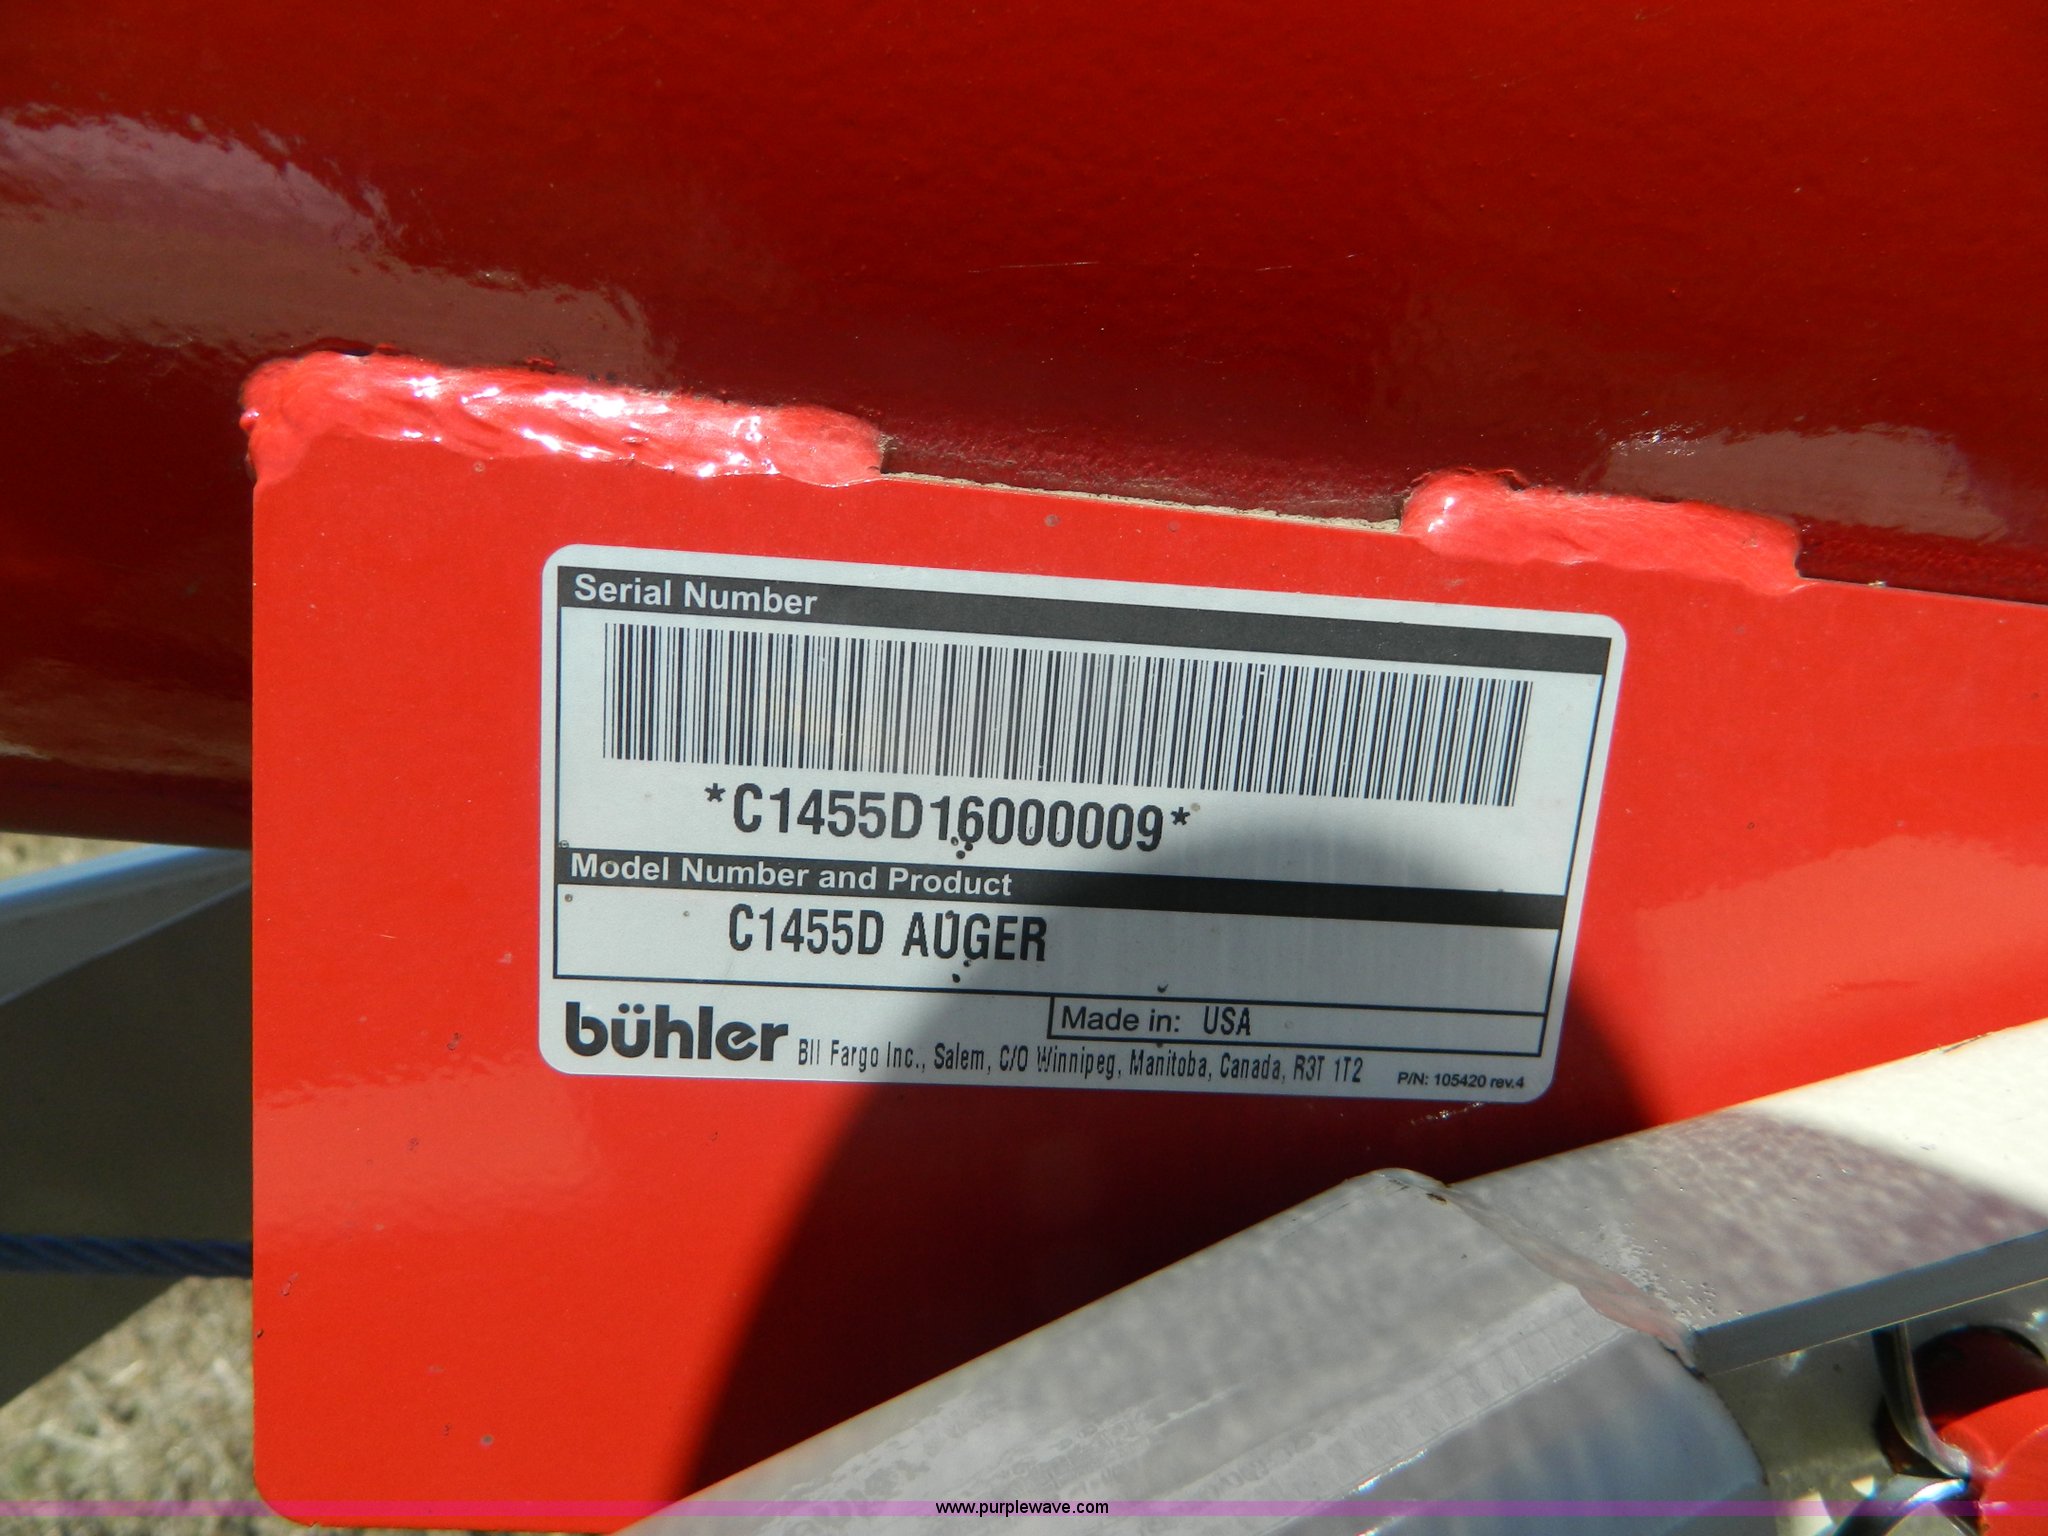 Serial Number
*C1455D16000009*
Model Number and Product
C1455D AUGER
Made in: USA
bühler BII Fargo Inc., Salem, C/O Winnipeg, Manitoba, Canada, R3T 1T2
P/N: 105420 rev.4
www.purplewave.com